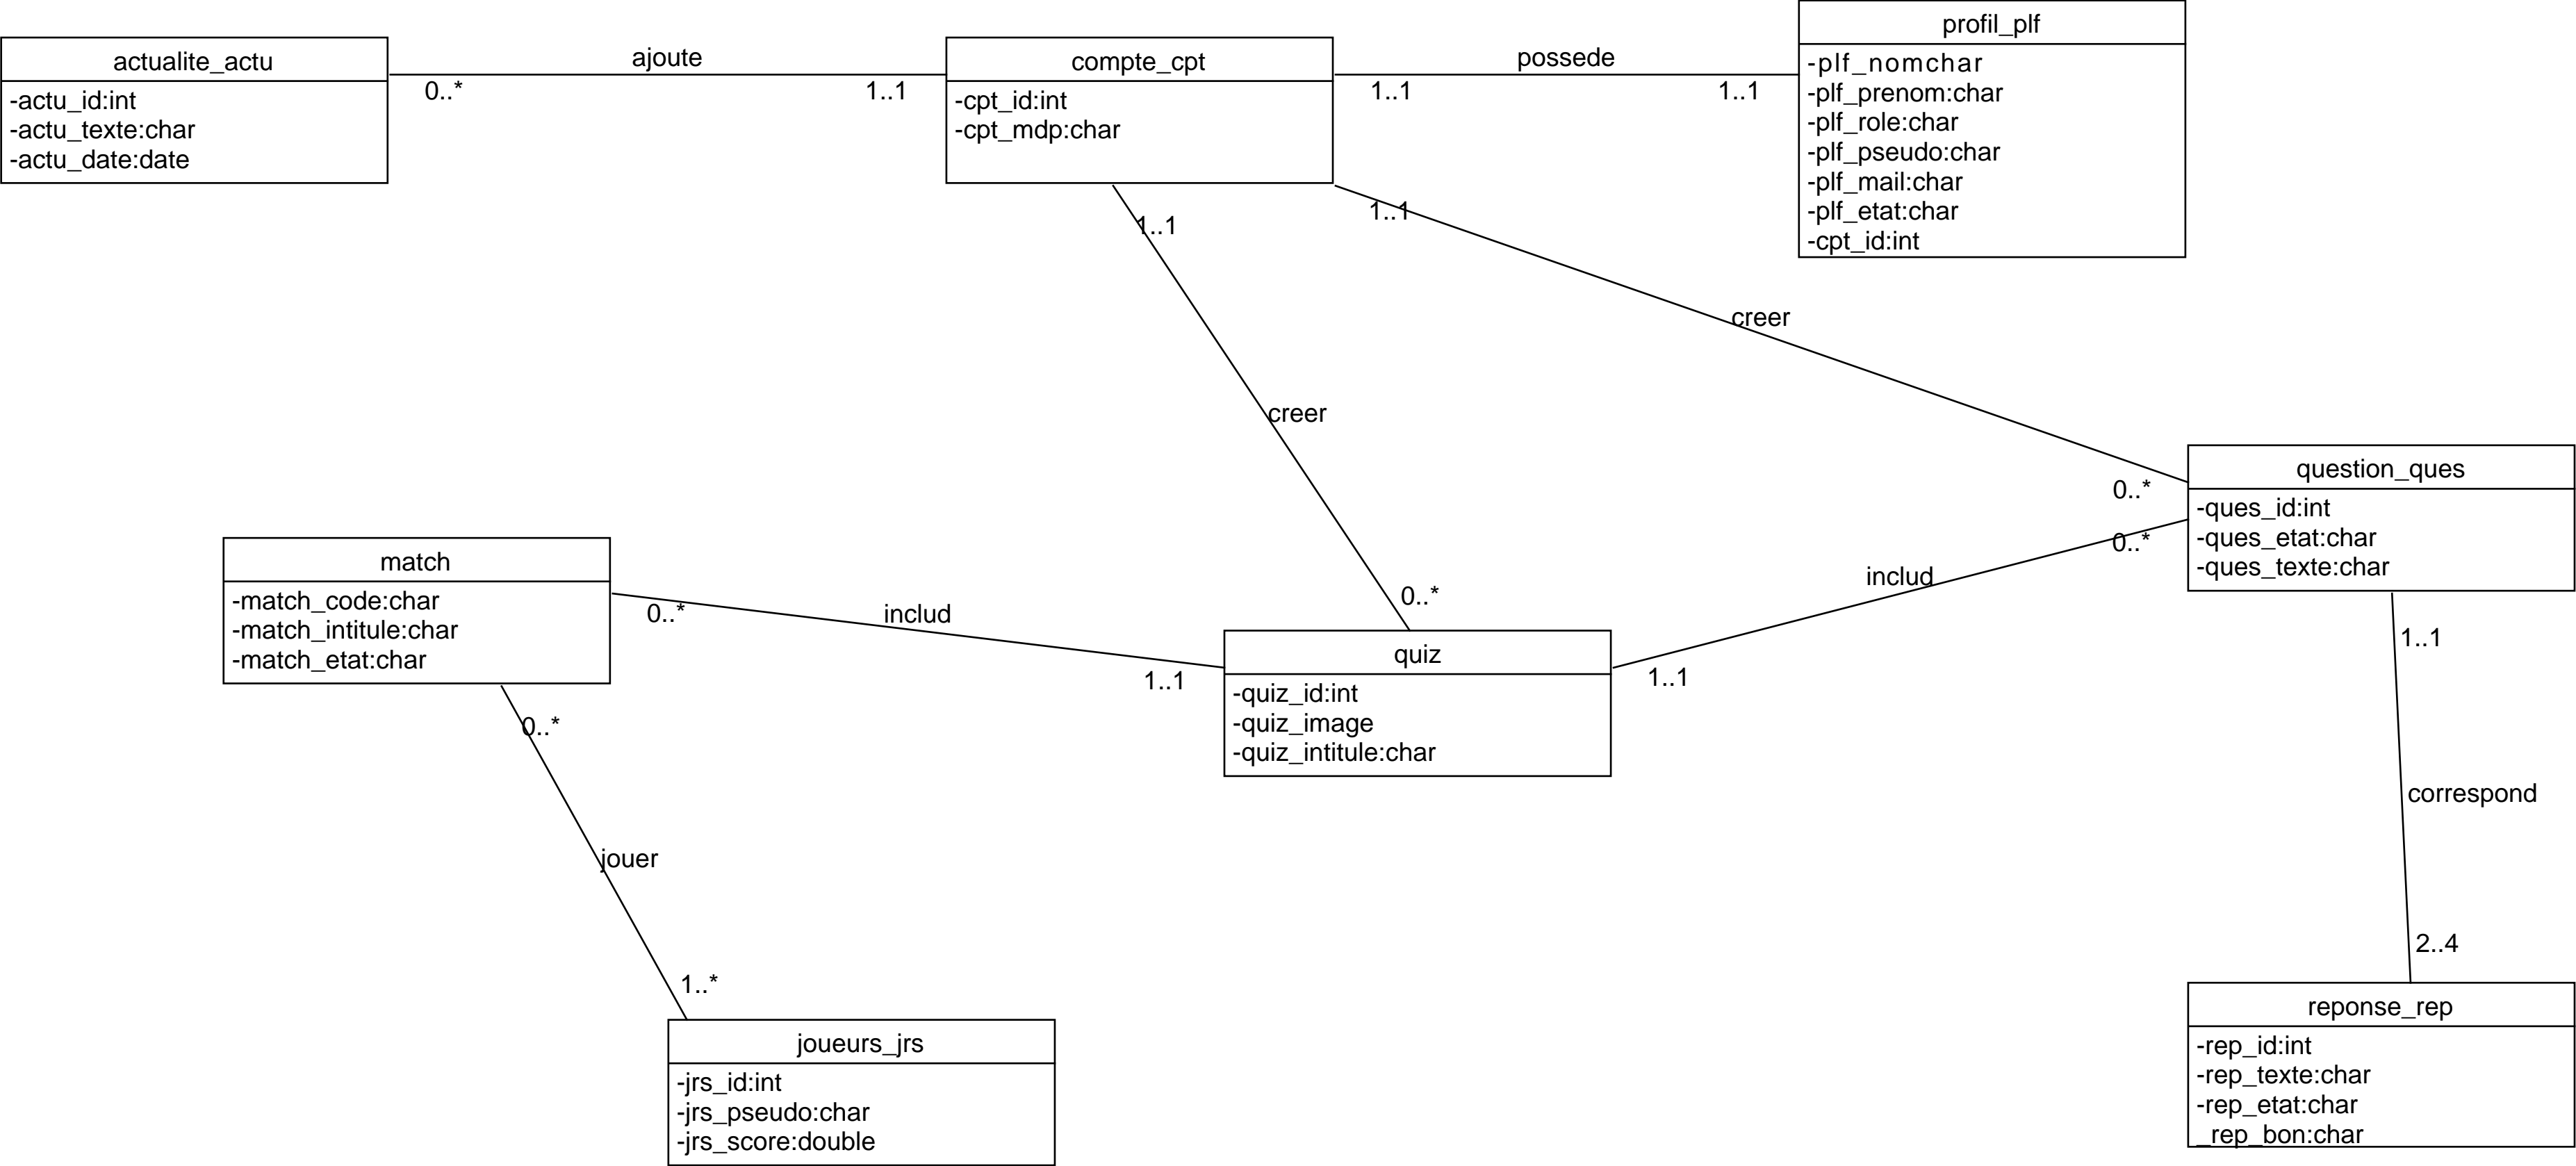 actualite_actu
-actu_id:int
-actu_texte:char
-actu_date:date
ajoute
0..*
1..1
compte_cpt
-cpt_id:int
-cpt_mdp:char
possede
1..1
1..1
profil_plf
-plf_nomchar
-plf_prenom:char
-plf_role:char
-plf_pseudo:char
-plf_mail:char
-plf_etat:char
-cpt_id:int
1..1
1..1
creer
creer
0..*
0..*
question_ques
-ques_id:int
-ques_etat:char
-ques_texte:char
0..*
includ
1..1
match
-match_code:char
-match_intitule:char
-match_etat:char
0..*
includ
1..1
quiz
-quiz_id:int
-quiz_image
-quiz_intitule:char
1..1
correspond
2..4
0..*
jouer
1..*
joueurs_jrs
-jrs_id:int
-jrs_pseudo:char
-jrs_score:double
reponse_rep
-rep_id:int
-rep_texte:char
-rep_etat:char
_rep_bon:char